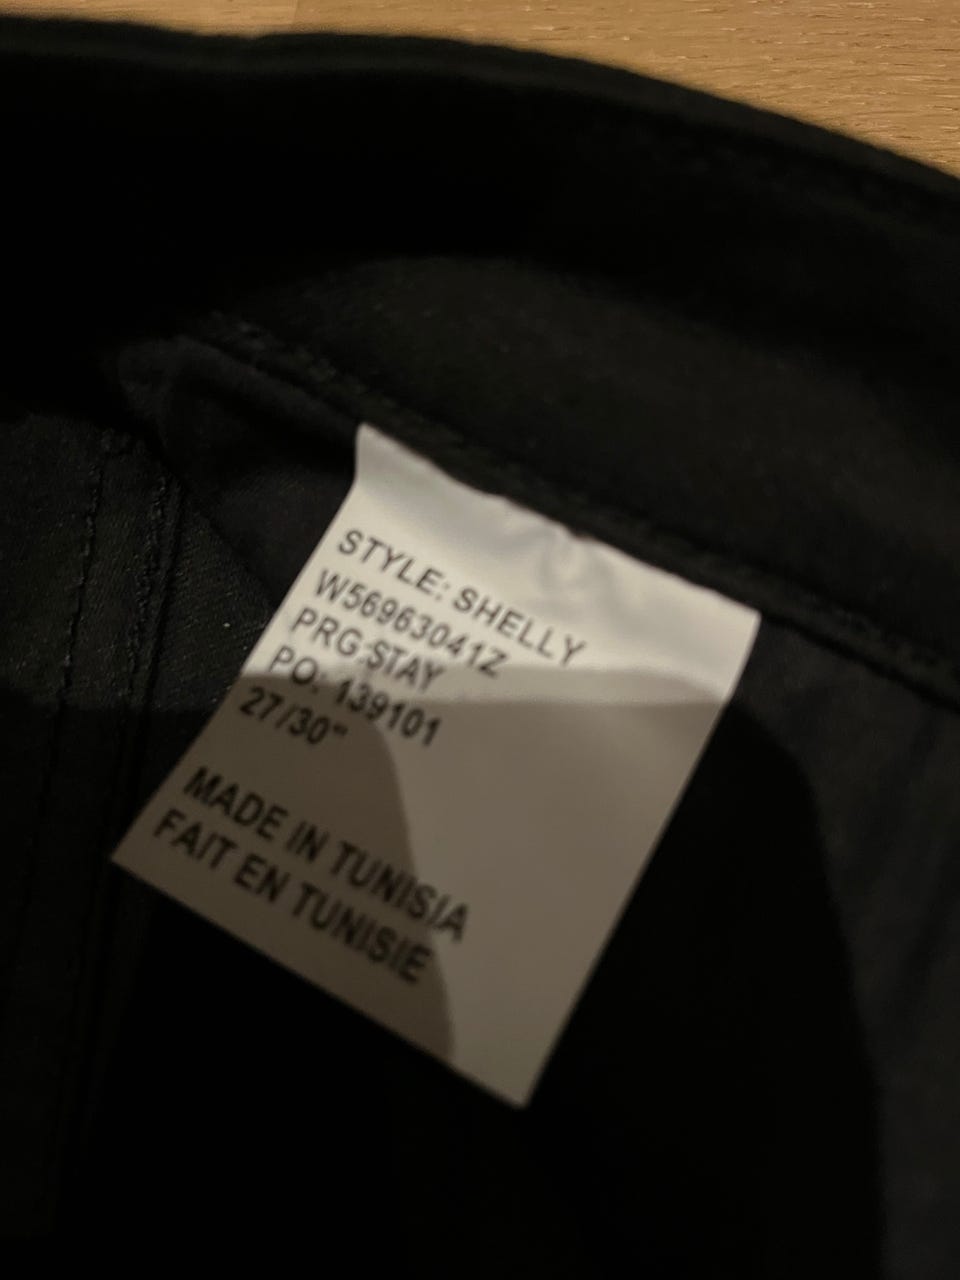 STYLE: SHELLY
W56963041Z
PRG:STAY
PO: 139101
27/30"
MADE IN TUNISIA
FAIT EN TUNISIE